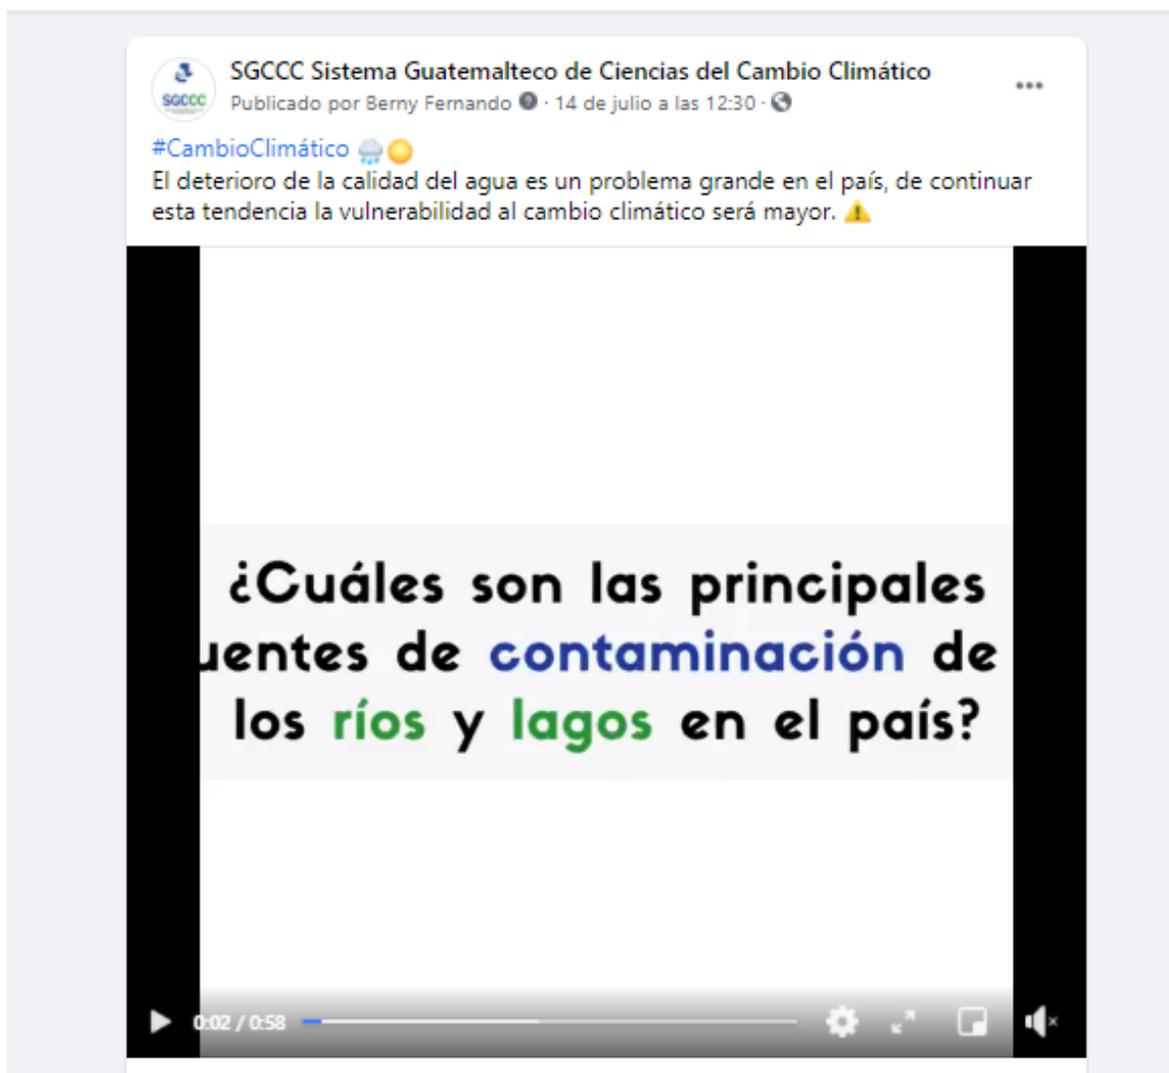 SGCCC Sistema Guatemalteco de Ciencias del Cambio Climático
SGCCC
Publicado por Berny Fernando · 14 de julio a las 12:30 ·
#CambioClimático
El deterioro de la calidad del agua es un problema grande en el país, de continuar
esta tendencia la vulnerabilidad al cambio climático será mayor.
¿Cuáles son las principales
uentes de contaminación de
los ríos y lagos en el país?
0:02 / 0:58